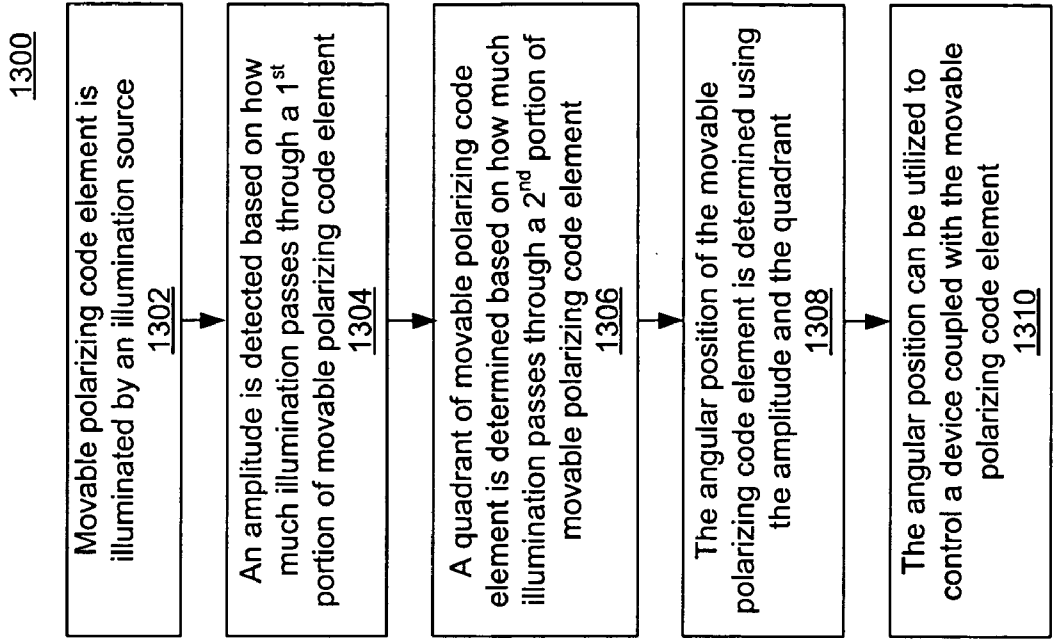 1300
Movable polarizing code element is
illuminated by an illumination source
1302
An amplitude is detected based on how
much illumination passes through a 1st
portion of movable polarizing code element
1304
A quadrant of movable polarizing code
element is determined based on how much
illumination passes through a 2nd portion of
movable polarizing code element
1306
The angular position of the movable
polarizing code element is determined using
the amplitude and the quadrant
1308
The angular position can be utilized to
control a device coupled with the movable
polarizing code element
1310